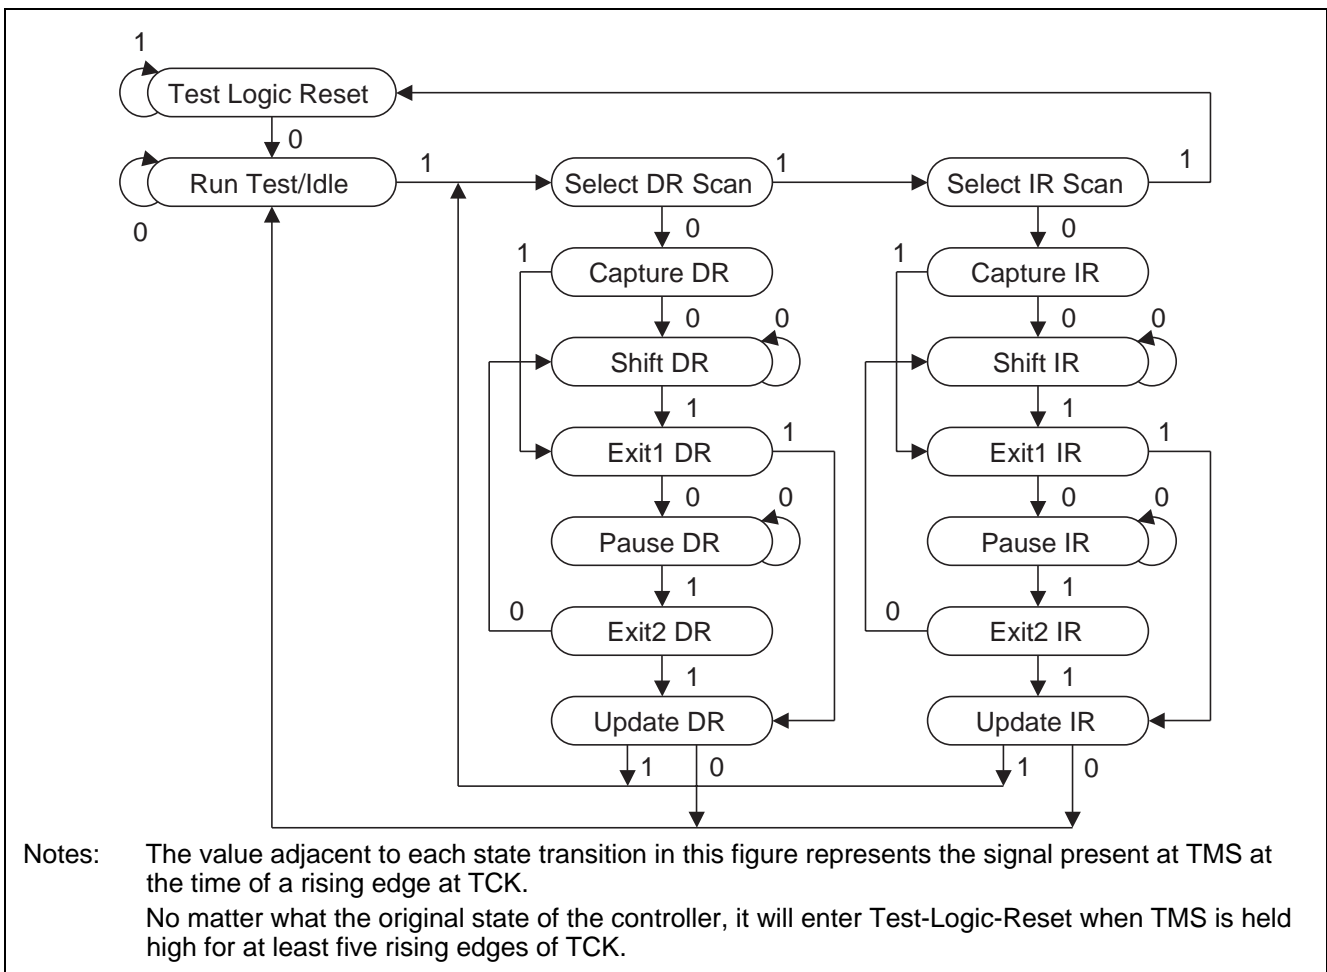 1
Test Logic Reset
0
Run Test/Idle
1
Select DR Scan
1
Select IR Scan
1
0
0
0
1
Capture DR
1
Capture IR
0
0
0
0
Shift DR
Shift IR
1
1
Exit1 DR
1
Exit1 IR
1
0
0
0
0
Pause DR
Pause IR
1
1
0
Exit2 DR
0
Exit2 IR
1
1
Update DR
Update IR
1
0
1
0
Notes: The value adjacent to each state transition in this figure represents the signal present at TMS at
the time of a rising edge at TCK.
No matter what the original state of the controller, it will enter Test-Logic-Reset when TMS is held
high for at least five rising edges of TCK.